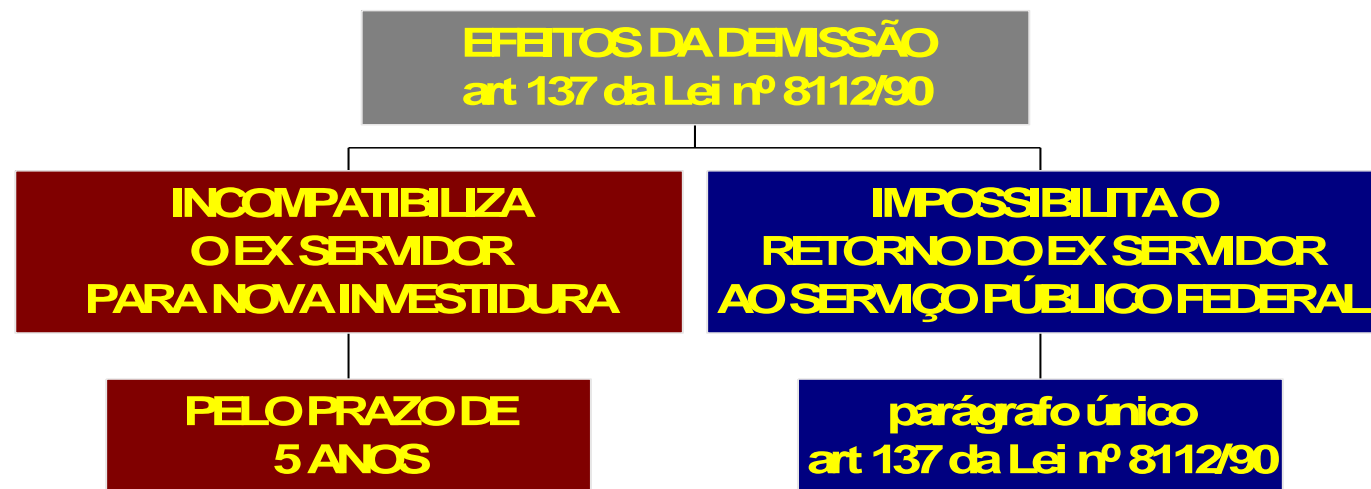 EFEITOS DA DEMISSÃO
art 137 da Lei nº 8112/90
INCOMPATIBILIZA
O EX SERVIDOR
PARA NOVA INVESTIDURA
IMPOSSIBILITA O
RETORNO DO EX SERVIDOR
AO SERVIÇO PÚBLICO FEDERAL
PELO PRAZO DE
5 ANOS
parágrafo único
art 137 da Lei nº 8112/90